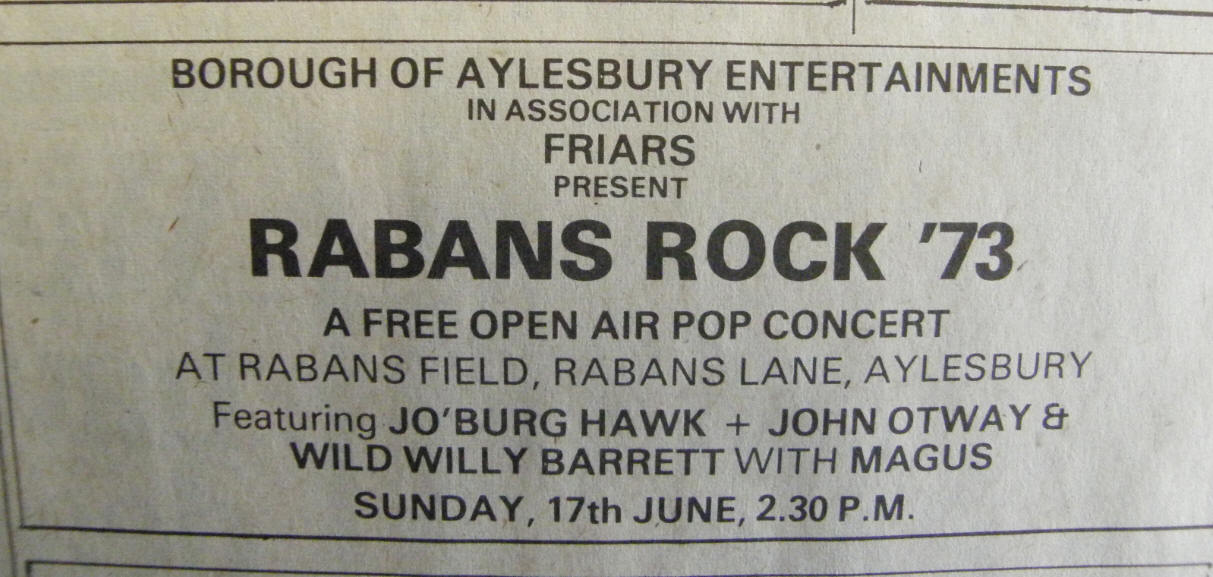 BOROUGH OF AYLESBURY ENTERTAINMENTS
IN ASSOCIATION WITH
FRIARS
PRESENT
RABANS ROCK '73
A FREE OPEN AIR POP CONCERT
AT RABANS FIELD, RABANS LANE, AYLESBURY
Featuring JO'BURG HAWK + JOHN OTWAY &
WILD WILLY BARRETT WITH MAGUS
SUNDAY, 17th JUNE, 2.30 P.M.